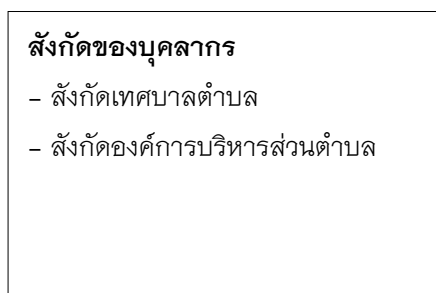 สังกัดของบุคลากร
– สังกัดเทศบาลตำบล
– สังกัดองค์การบริหารส่วนตำบล